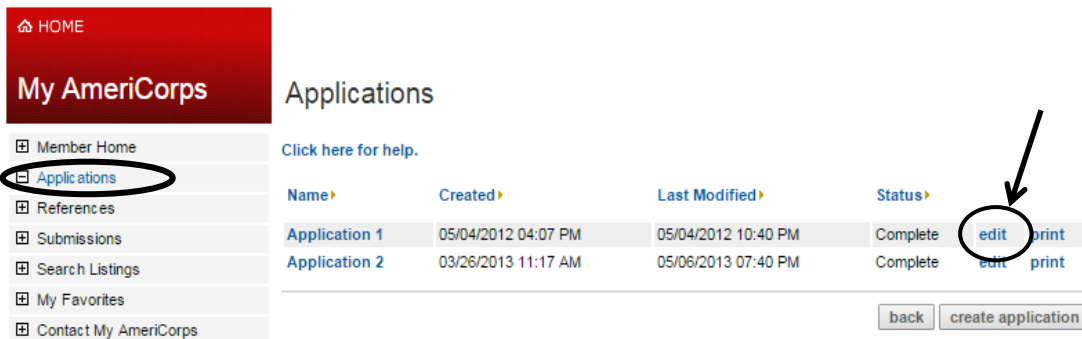 HOME
My AmeriCorps
Member Home
Applications
References
Submissions
Search Listings
My Favorites
Contact My AmeriCorps
Applications
Click here for help.
Name Created Last Modified Status
Application 1 05/04/2012 04:07 PM 05/04/2012 10:40 PM Complete edit print
Application 2 03/26/2013 11:17 AM 05/06/2013 07:40 PM Complete edit print
back create application